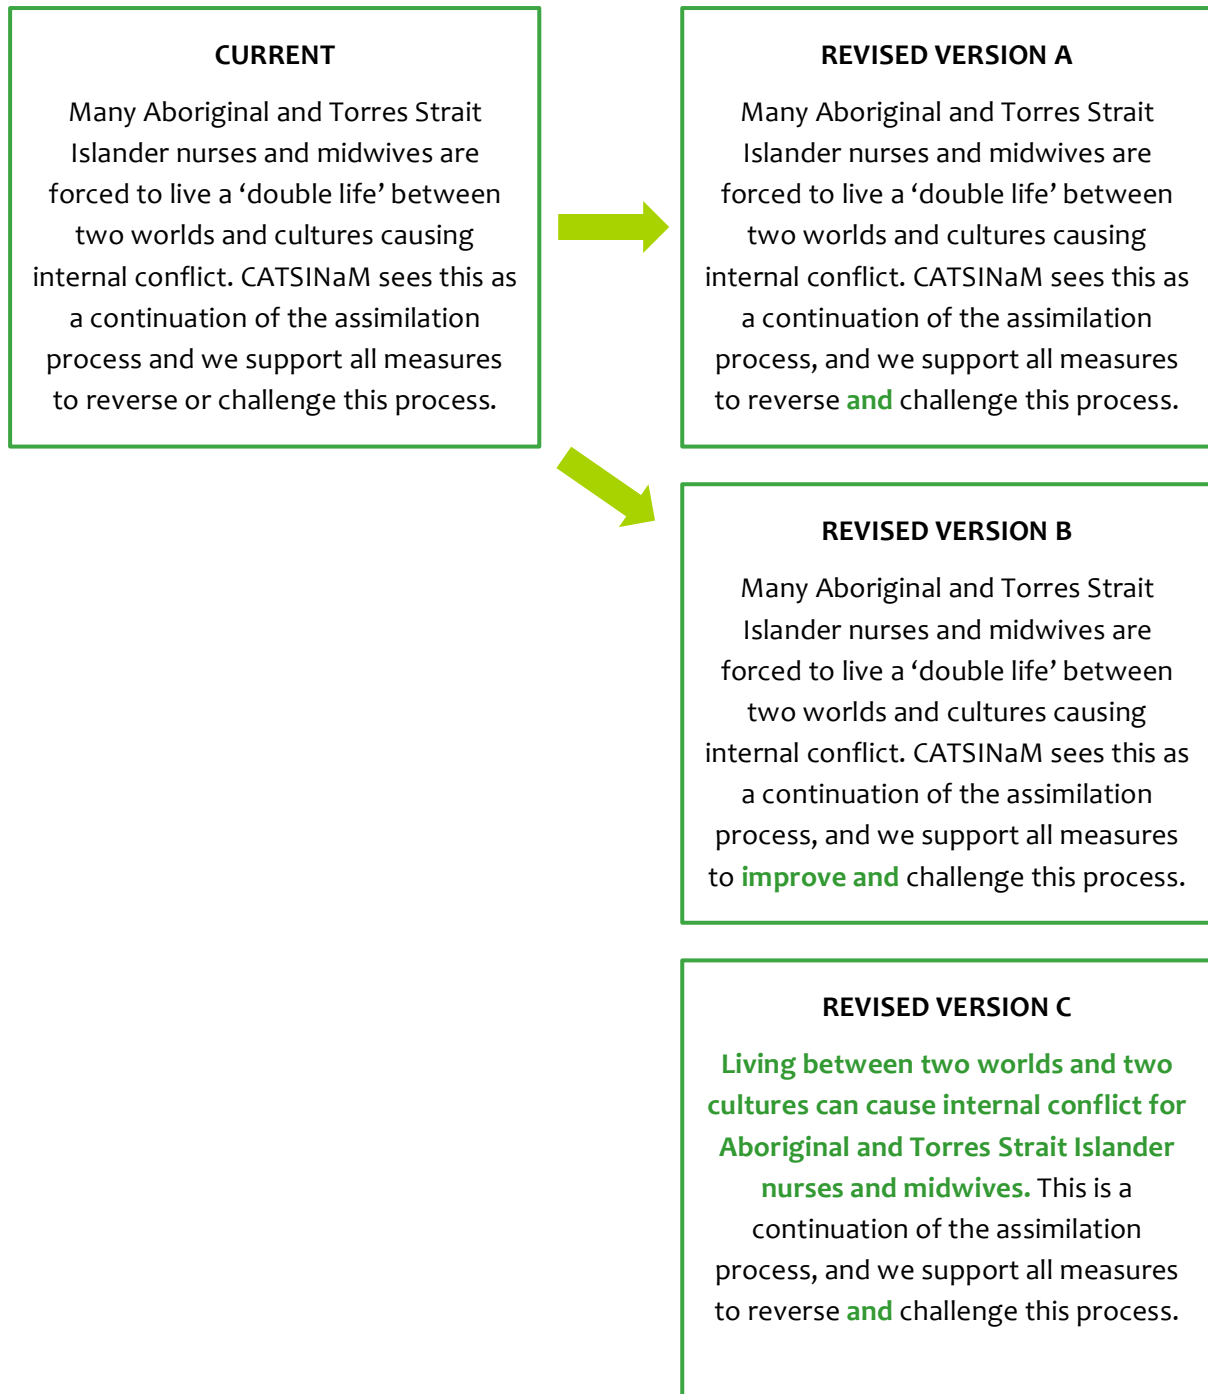 CURRENT
Many Aboriginal and Torres Strait
Islander nurses and midwives are
forced to live a ‘double life’ between
two worlds and cultures causing
internal conflict. CATSINaM sees this as
a continuation of the assimilation
process and we support all measures
to reverse or challenge this process.
REVISED VERSION A
Many Aboriginal and Torres Strait
Islander nurses and midwives are
forced to live a ‘double life’ between
two worlds and cultures causing
internal conflict. CATSINaM sees this as
a continuation of the assimilation
process, and we support all measures
to reverse and challenge this process.
REVISED VERSION B
Many Aboriginal and Torres Strait
Islander nurses and midwives are
forced to live a ‘double life’ between
two worlds and cultures causing
internal conflict. CATSINaM sees this as
a continuation of the assimilation
process, and we support all measures
to improve and challenge this process.
REVISED VERSION C
Living between two worlds and two
cultures can cause internal conflict for
Aboriginal and Torres Strait Islander
nurses and midwives. This is a
continuation of the assimilation
process, and we support all measures
to reverse and challenge this process.